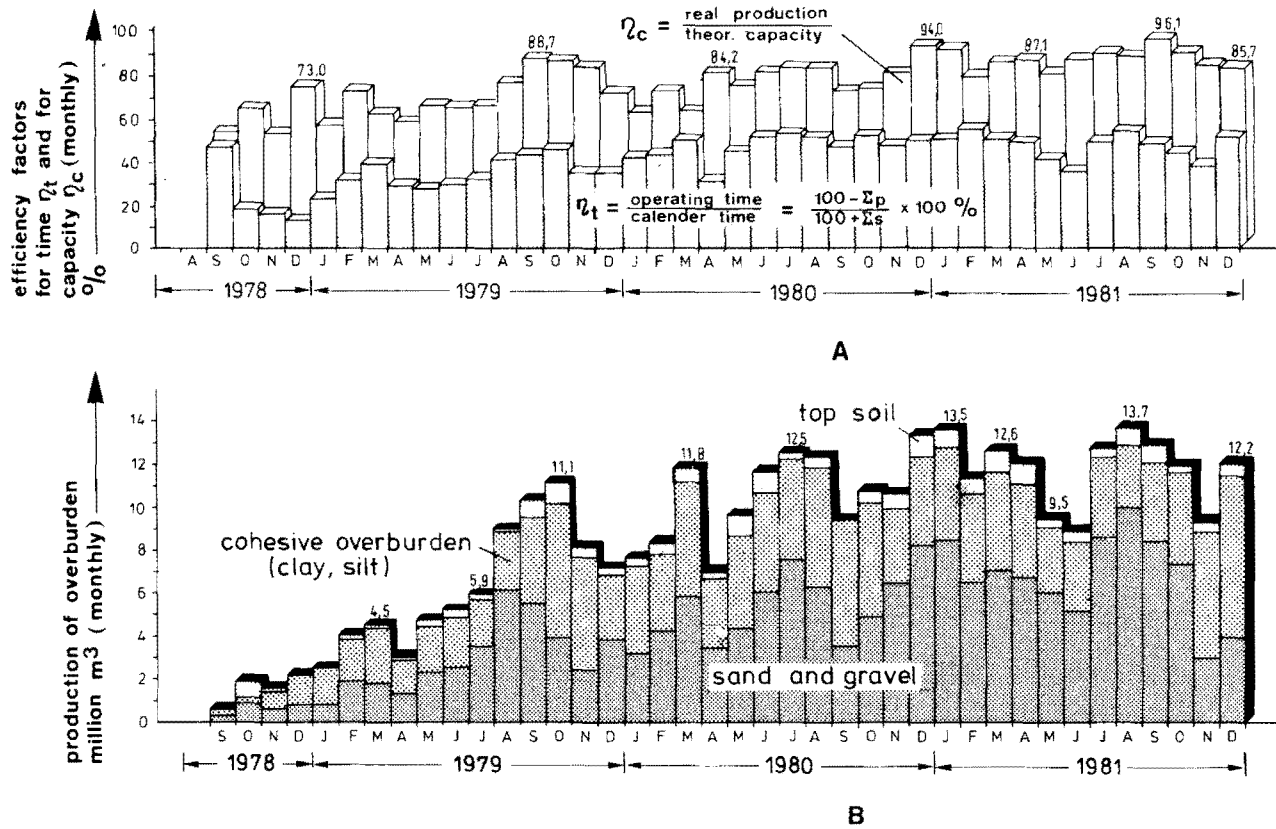 efficiency factors
for time ηt and for
capacity ηc (monthly)
%
100
80
60
40
20
0
73,0
88,7
84,2
94,0
87,1
96,1
85,7
ηc = real production / theor. capacity
ηt = operating time / calender time = 100 - Σp / 100 + Σs × 100 %
A S O N D J F M A M J J A S O N D J F M A M J J A S O N D J F M A M J J A S O N D
1978 1979 1980 1981
A
production of overburden
million m³ (monthly)
14
12
10
8
6
4
2
0
4,5
5,9
11,1
11,8
12,5
13,5
12,6
9,5
13,7
12,2
top soil
cohesive overburden
(clay, silt)
sand and gravel
S O N D J F M A M J J A S O N D J F M A M J J A S O N D J F M A M J J A S O N D
1978 1979 1980 1981
B